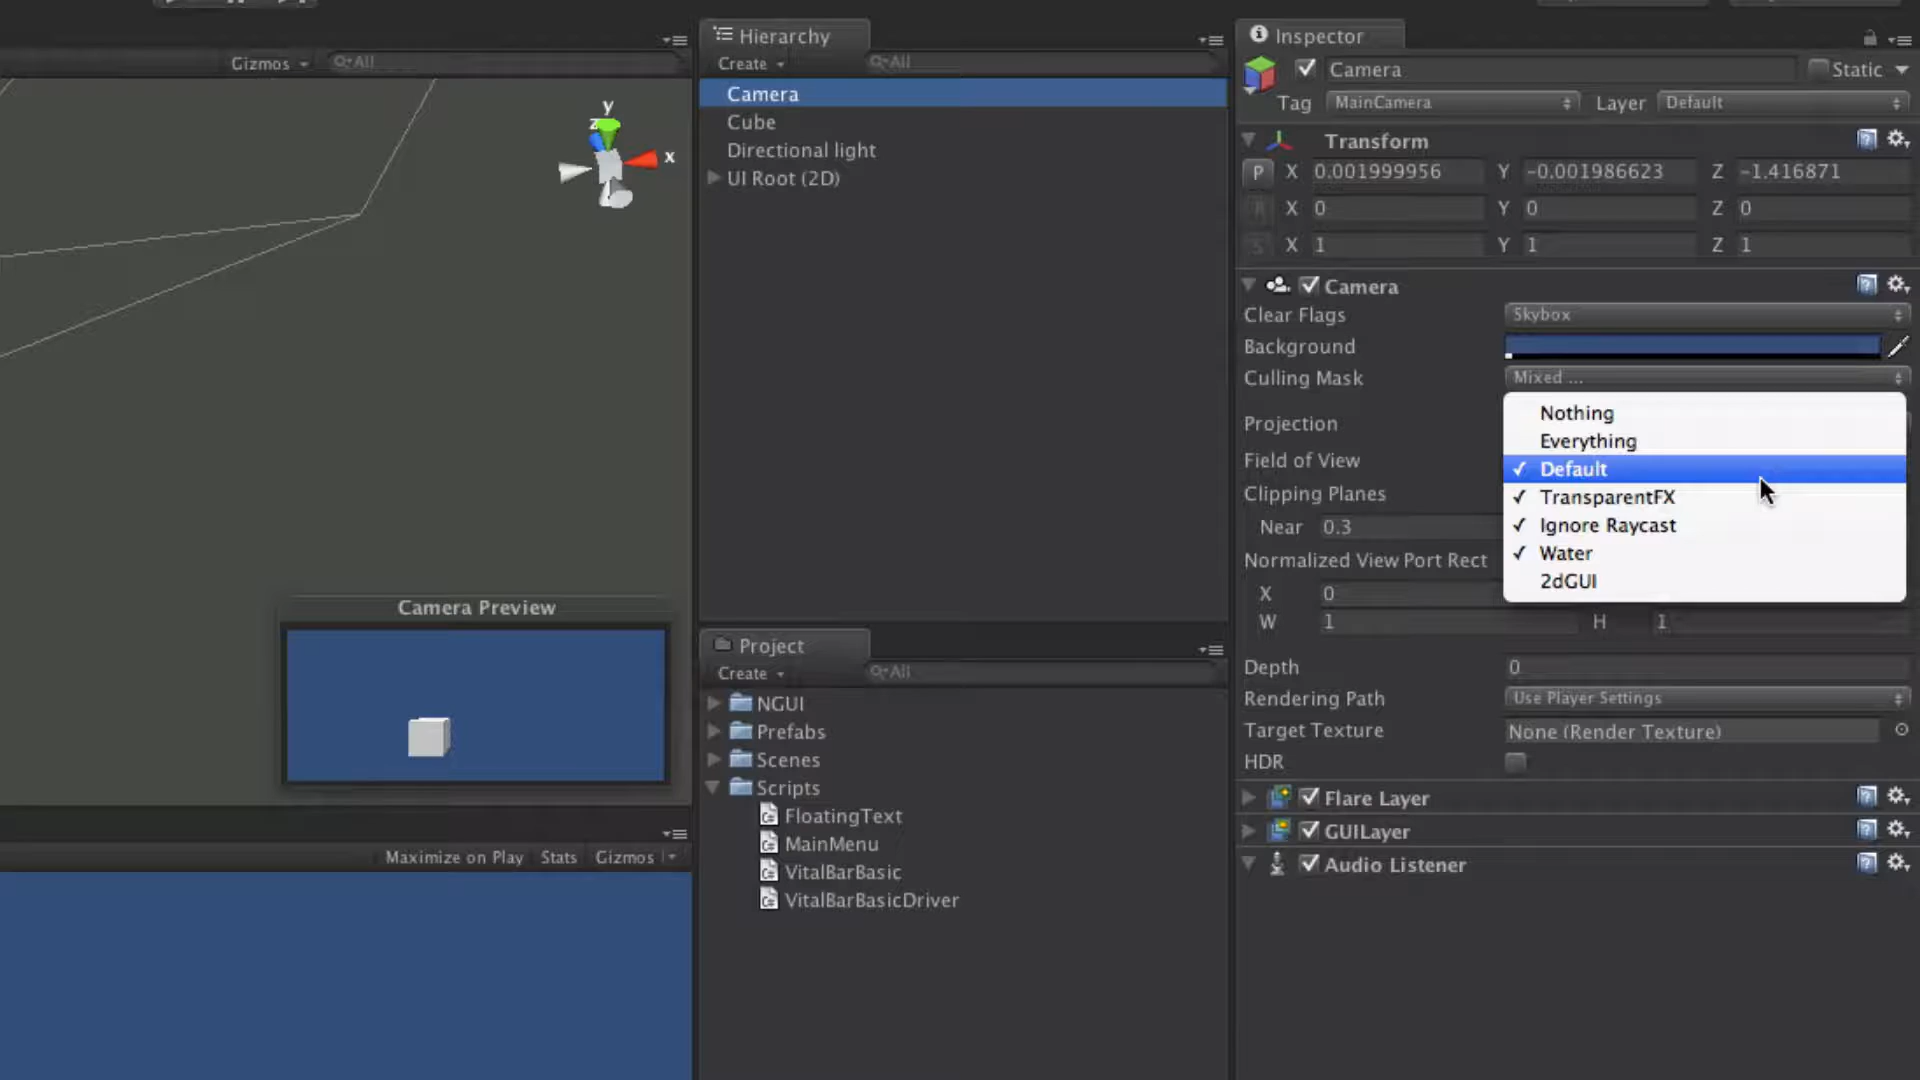 Gizmos
All
y
z
x
Camera Preview
Maximize on Play
Stats
Gizmos
Hierarchy
Create
All
Camera
Cube
Directional light
UI Root (2D)
Project
Create
All
NGUI
Prefabs
Scenes
Scripts
FloatingText
MainMenu
VitalBarBasic
VitalBarBasicDriver
Inspector
Camera
Static
Tag MainCamera Layer Default
Transform
P X 0.001999956 Y -0.001986623 Z -1.416871
R X 0 Y 0 Z 0
S X 1 Y 1 Z 1
Camera
Clear Flags Skybox
Background
Culling Mask Mixed ...
Nothing
Everything
Default
TransparentFX
Ignore Raycast
Water
2dGUI
Projection
Field of View
Clipping Planes
Near 0.3
Normalized View Port Rect
X 0
W 1 H 1
Depth 0
Rendering Path Use Player Settings
Target Texture None (Render Texture)
HDR
Flare Layer
GUILayer
Audio Listener